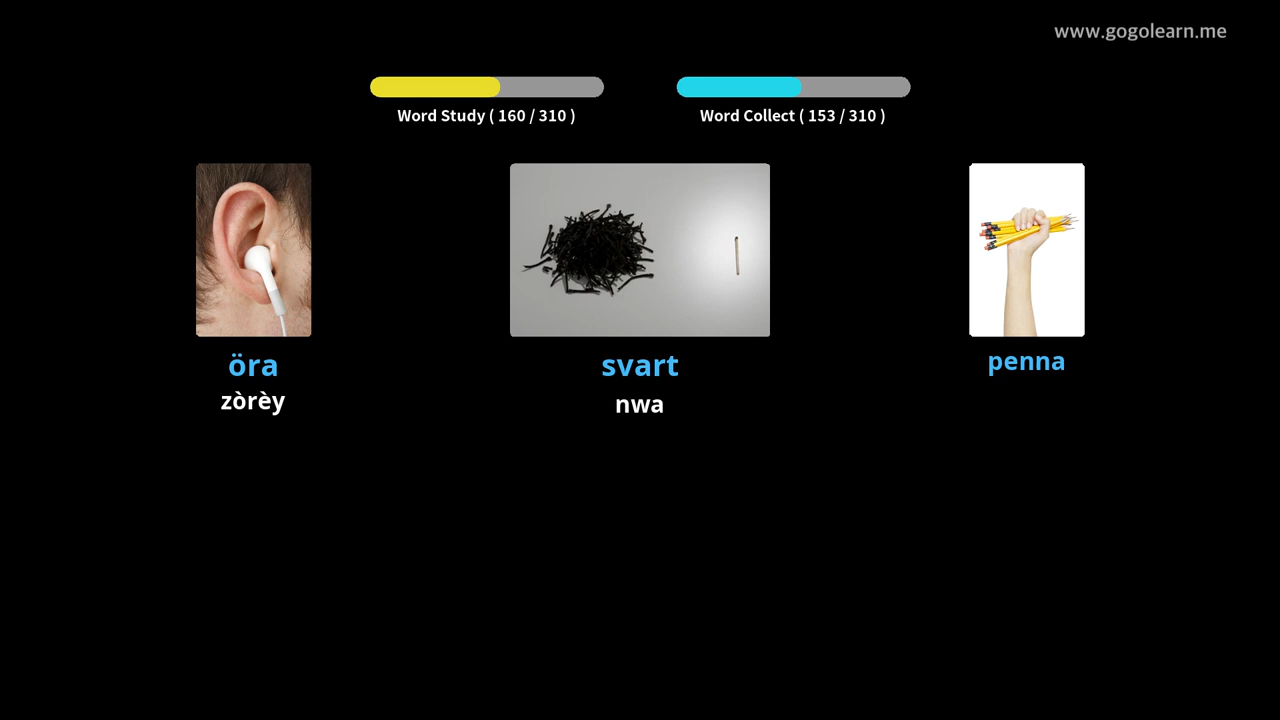 www.gogolearn.me
Word Study ( 160 / 310 )
Word Collect ( 153 / 310 )
öra
zòrèy
svart
nwa
penna